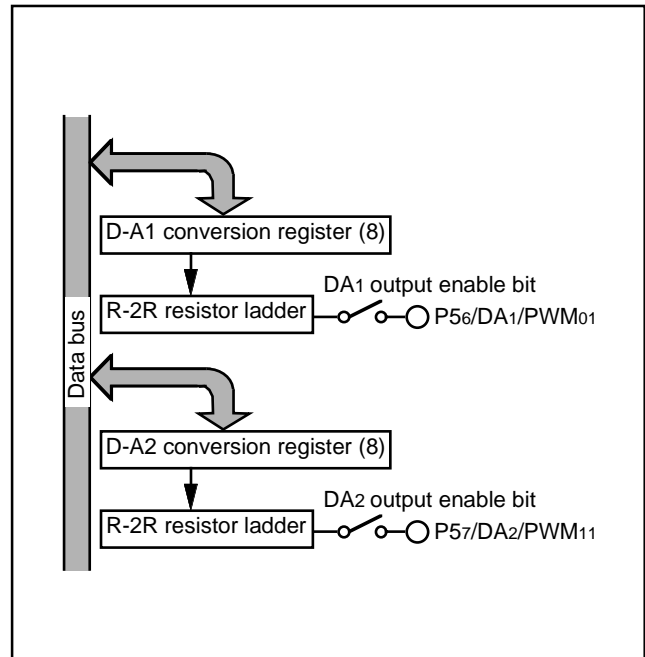 D-A1 conversion register (8)
DA1 output enable bit
R-2R resistor ladder
P56/DA1/PWM01
Data bus
D-A2 conversion register (8)
DA2 output enable bit
R-2R resistor ladder
P57/DA2/PWM11